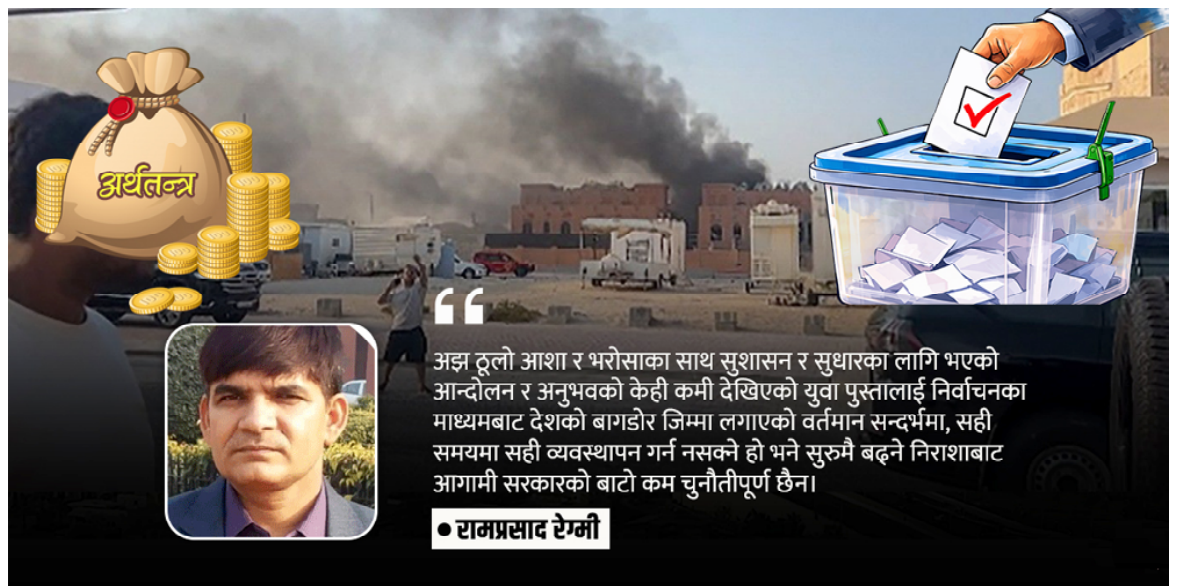 अर्थतन्त्र
अझ ठूलो आशा र भरोसाका साथ सुशासन र सुधारका लागि भएको
आन्दोलन र अनुभवको केही कमी देखिएको युवा पुस्तालाई निर्वाचनका
माध्यमबाट देशको बागडोर जिम्मा लगाएको वर्तमान सन्दर्भमा, सही
समयमा सही व्यवस्थापन गर्न नसक्ने हो भने सुरुमै बढ्ने निराशाबाट
आगामी सरकारको बाटो कम चुनौतीपूर्ण छैन।
• रामप्रसाद रेग्मी